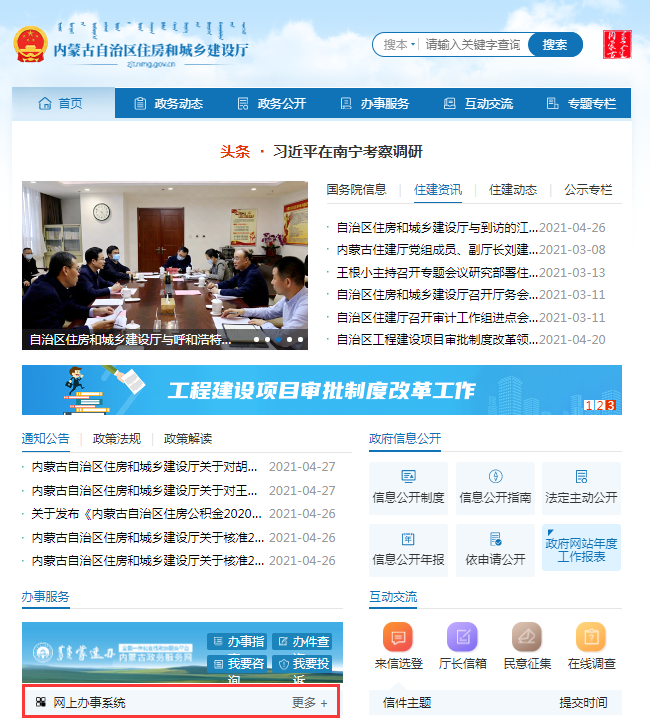 内蒙古自治区住房和城乡建设厅
zjt.nmg.gov.cn
搜本 请输入关键字查询 搜索
内蒙古
首页 政务动态 政务公开 办事服务 互动交流 专题专栏
头条 · 习近平在南宁考察调研
自治区住房和城乡建设厅与呼和浩特...
国务院信息 住建资讯 住建动态 公示专栏
自治区住房和城乡建设厅与到访的江...2021-04-26
内蒙古住建厅党组成员、副厅长刘建...2021-03-08
王根小主持召开专题会议研究部署住...2021-03-13
自治区住房和城乡建设厅召开厅务会...2021-03-11
自治区住建厅召开审计工作组进点会...2021-03-11
自治区工程建设项目审批制度改革领...2021-04-20
工程建设项目审批制度改革工作
1 2 3
通知公告 政策法规 政策解读
内蒙古自治区住房和城乡建设厅关于对胡... 2021-04-27
内蒙古自治区住房和城乡建设厅关于对王... 2021-04-27
关于发布《内蒙古自治区住房公积金2020... 2021-04-26
内蒙古自治区住房和城乡建设厅关于核准2... 2021-04-26
内蒙古自治区住房和城乡建设厅关于核准2... 2021-04-26
政府信息公开
信息公开制度 信息公开指南 法定主动公开
信息公开年报 依申请公开 政府网站年度
工作报表
办事服务
内蒙古政务服务网
办事指 办件查
我要咨 我要投
询 诉
网上办事系统 更多 +
互动交流
来信选登 厅长信箱 民意征集 在线调查
信件主题 提交时间